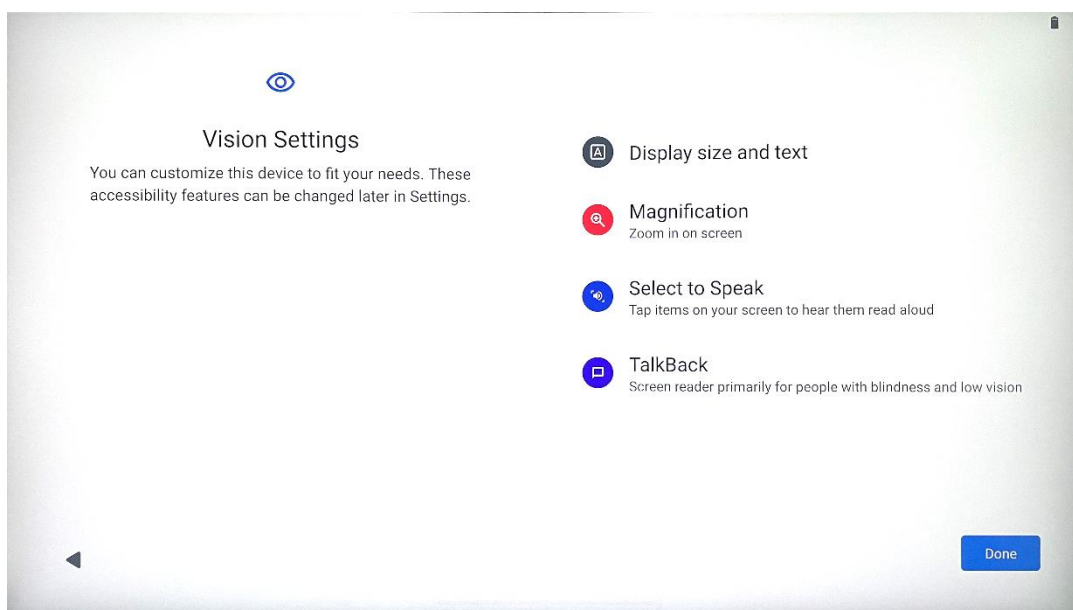 Vision Settings
You can customize this device to fit your needs. These
accessibility features can be changed later in Settings.
Display size and text
Magnification
Zoom in on screen
Select to Speak
Tap items on your screen to hear them read aloud
TalkBack
Screen reader primarily for people with blindness and low vision
Done